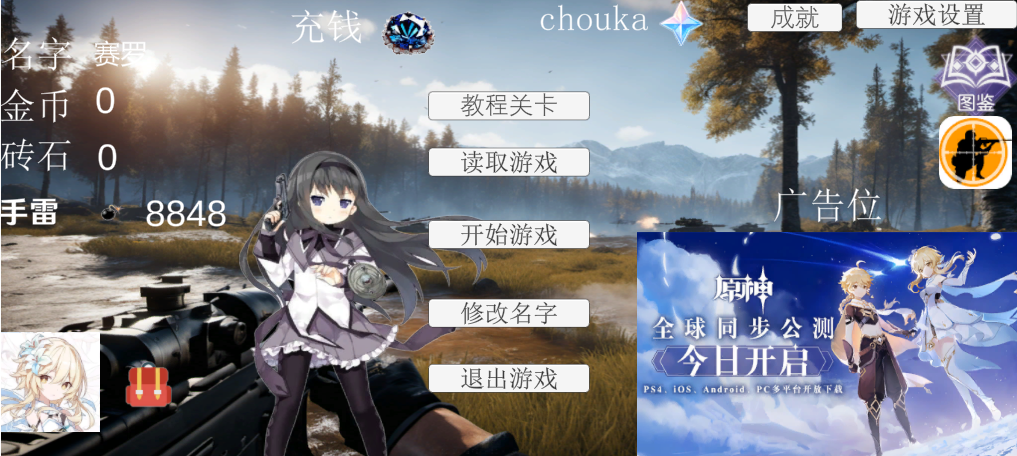 充钱
chouka
成就
游戏设置
名字 赛罗
金币 0
砖石 0
手雷 8848
图鉴
教程关卡
读取游戏
开始游戏
修改名字
退出游戏
广告位
原神
全球同步公测
今日开启
PS4、iOS、Android、PC多平台开放下载